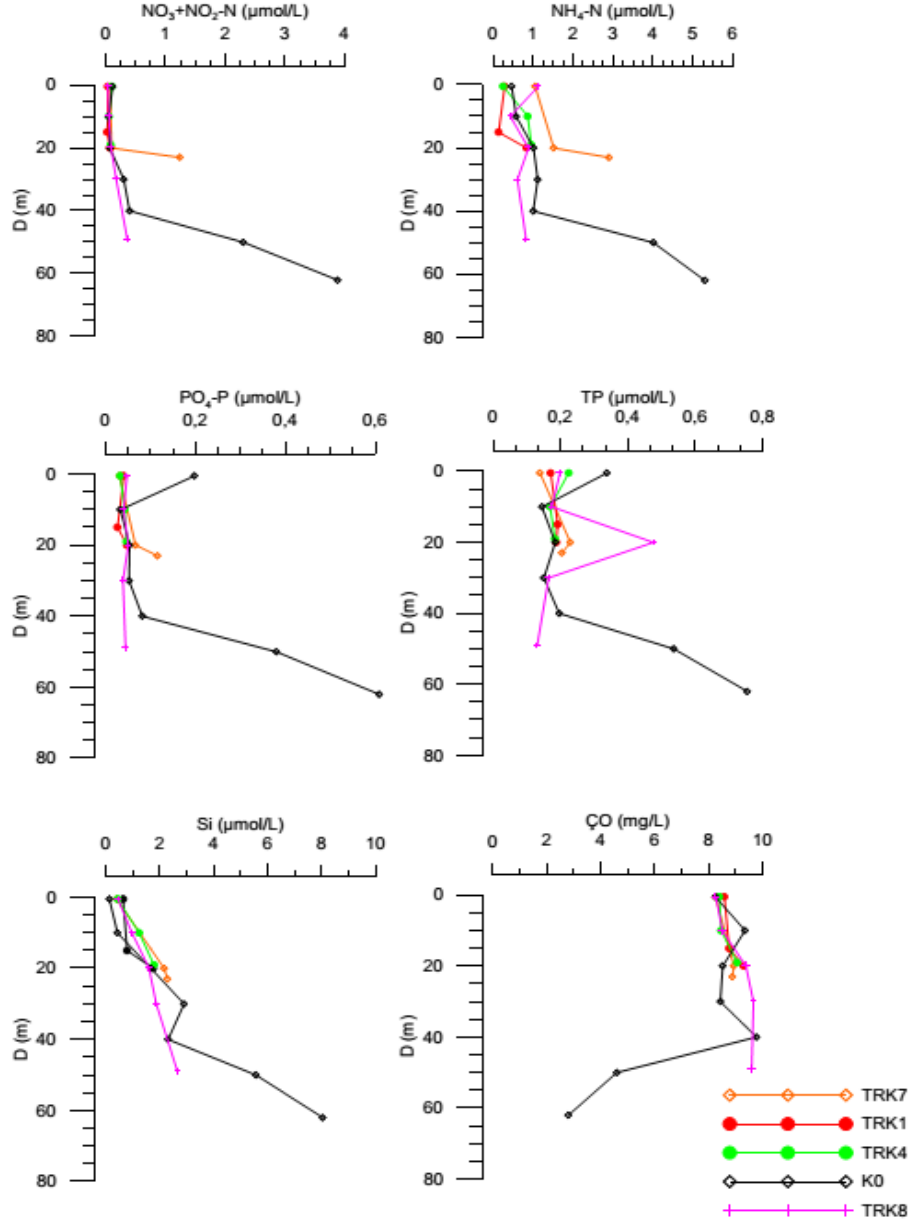 NO₃+NO₂-N (µmol/L)
0 1 2 3 4
0
20
40
60
80
D (m)
NH₄-N (µmol/L)
0 1 2 3 4 5 6
0
20
40
60
80
D (m)
PO₄-P (µmol/L)
0 0,2 0,4 0,6
0
20
40
60
80
D (m)
TP (µmol/L)
0 0,2 0,4 0,6 0,8
0
20
40
60
80
D (m)
Si (µmol/L)
0 2 4 6 8 10
0
20
40
60
80
D (m)
ÇO (mg/L)
0 2 4 6 8 10
0
20
40
60
80
D (m)
TRK7
TRK1
TRK4
K0
TRK8